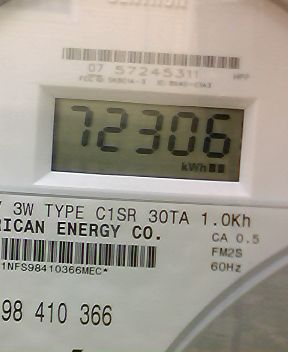 07 57245311
HPP
72306
kWh
3W TYPE C1SR 30TA 1.0Kh
RICAN ENERGY CO.
CA 0.5
FM2S
1NFS98410366MEC*
60Hz
98 410 366